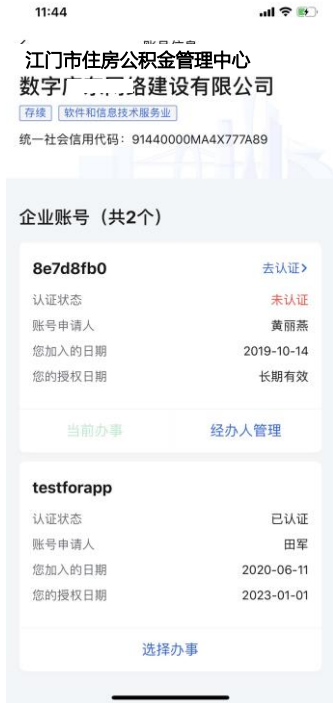 11:44
江门市住房公积金管理中心
数字广 络建设有限公司
存续 软件和信息技术服务业
统一社会信用代码：91440000MA4X777A89
企业账号（共2个）
8e7d8fb0 去认证>
认证状态 未认证
账号申请人 黄丽燕
您加入的日期 2019-10-14
您的授权日期 长期有效
当前办事 经办人管理
testforapp
认证状态 已认证
账号申请人 田军
您加入的日期 2020-06-11
您的授权日期 2023-01-01
选择办事